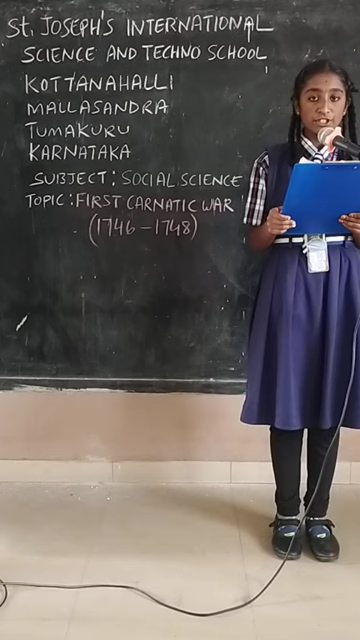 St. JOSEPH'S INTERNATIONAL
SCIENCE AND TECHNO SCHOOL
KOTTANAHALLI
MALLASANDRA
TUMAKURU
KARNATAKA
SUBJECT : SOCIAL SCIENCE
TOPIC : FIRST CARNATIC WAR
(1746 – 1748)